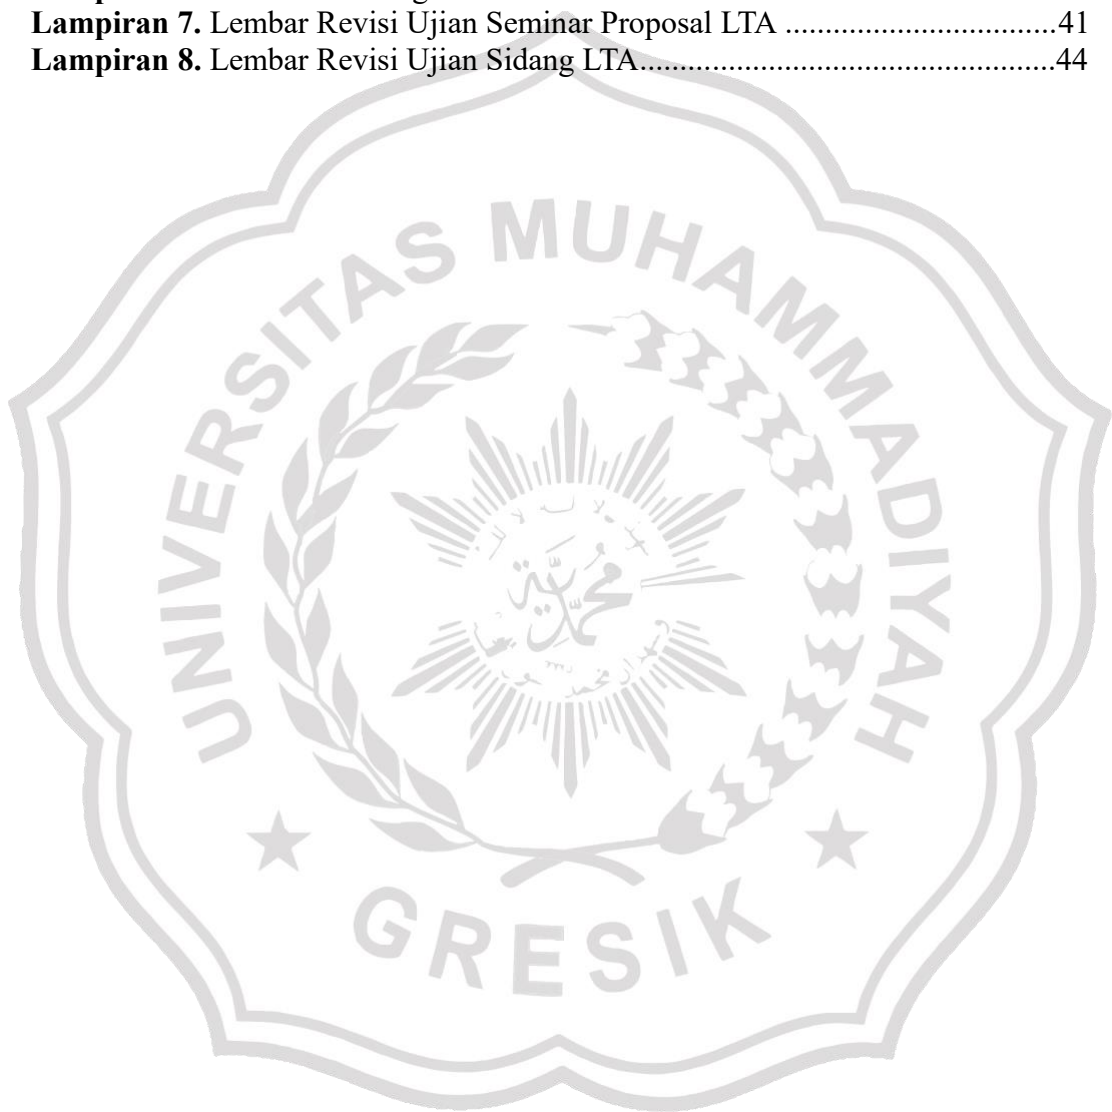 Lampiran 7. Lembar Revisi Ujian Seminar Proposal LTA ..................................41
Lampiran 8. Lembar Revisi Ujian Sidang LTA....................................................44
UNIVERSITAS MUHAMMADIYAH
محمدية
GRESIK